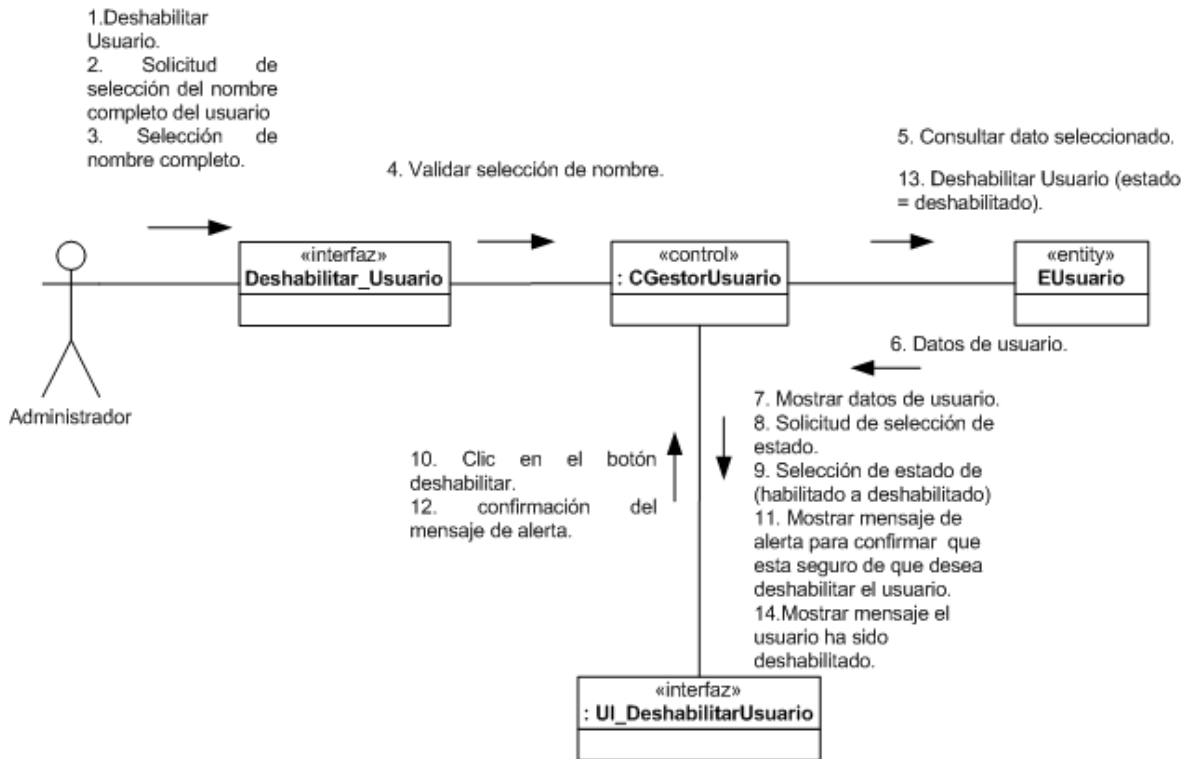 1.Deshabilitar
Usuario.
2. Solicitud de
selección del nombre
completo del usuario
3. Selección de
nombre completo.
4. Validar selección de nombre.
5. Consultar dato seleccionado.
13. Deshabilitar Usuario (estado
= deshabilitado).
«interfaz»
Deshabilitar_Usuario
«control»
: CGestorUsuario
«entity»
EUsuario
Administrador
6. Datos de usuario.
7. Mostrar datos de usuario.
8. Solicitud de selección de
estado.
9. Selección de estado de
(habilitado a deshabilitado)
11. Mostrar mensaje de
alerta para confirmar que
esta seguro de que desea
deshabilitar el usuario.
14.Mostrar mensaje el
usuario ha sido
deshabilitado.
10. Clic en el botón
deshabilitar.
12. confirmación del
mensaje de alerta.
«interfaz»
: UI_DeshabilitarUsuario